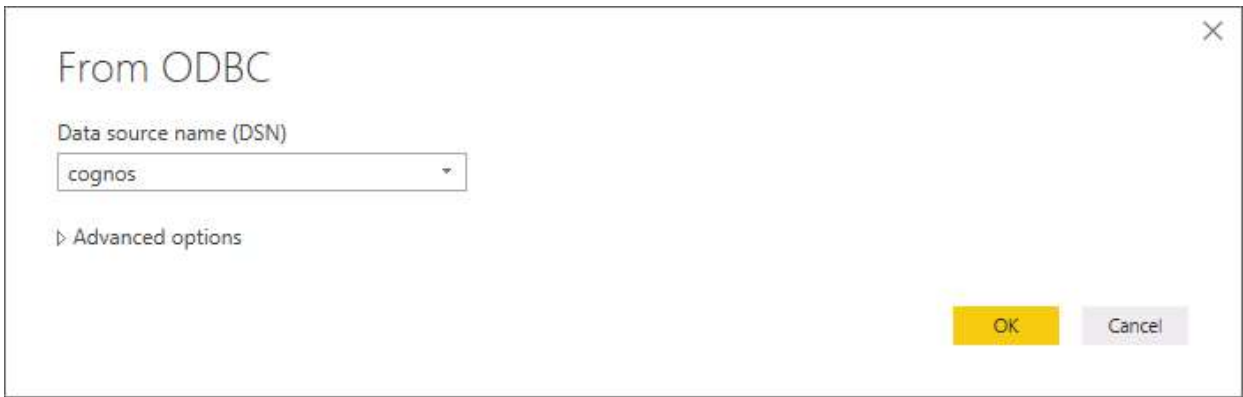 From ODBC
Data source name (DSN)
cognos
Advanced options
OK
Cancel